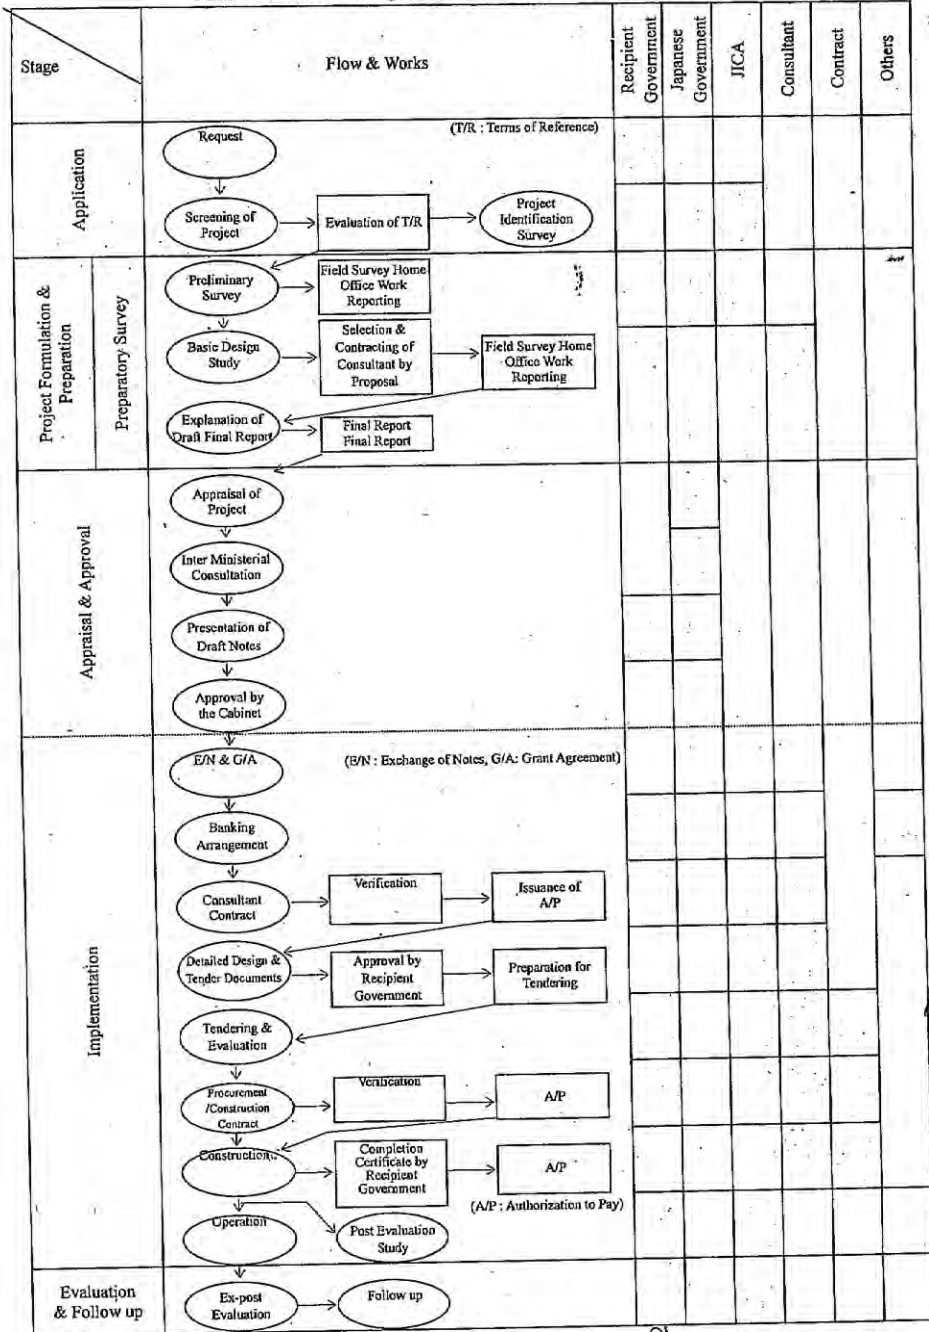 Stage
Flow & Works
Recipient
Government
Japanese
Government
JICA
Consultant
Contract
Others
Application
Request
(T/R : Terms of Reference)
Screening of
Project
Evaluation of T/R
Project
Identification
Survey
Project Formulation &
Preparation
Preparatory Survey
Preliminary
Survey
Field Survey Home
Office Work
Reporting
Basic Design
Study
Selection &
Contracting of
Consultant by
Proposal
Field Survey Home
Office Work
Reporting
Explanation of
Draft Final Report
Final Report
Final Report
Appraisal & Approval
Appraisal of
Project
Inter Ministerial
Consultation
Presentation of
Draft Notes
Approval by
the Cabinet
Implementation
E/N & G/A
(E/N : Exchange of Notes, G/A: Grant Agreement)
Banking
Arrangement
Consultant
Contract
Verification
Issuance of
A/P
Detailed Design &
Tender Documents
Approval by
Recipient
Government
Preparation for
Tendering
Tendering &
Evaluation
Procurement
/Construction
Contract
Verification
A/P
Construction
Completion
Certificate by
Recipient
Government
A/P
(A/P : Authorization to Pay)
Operation
Post Evaluation
Study
Evaluation
& Follow up
Ex-post
Evaluation
Follow up